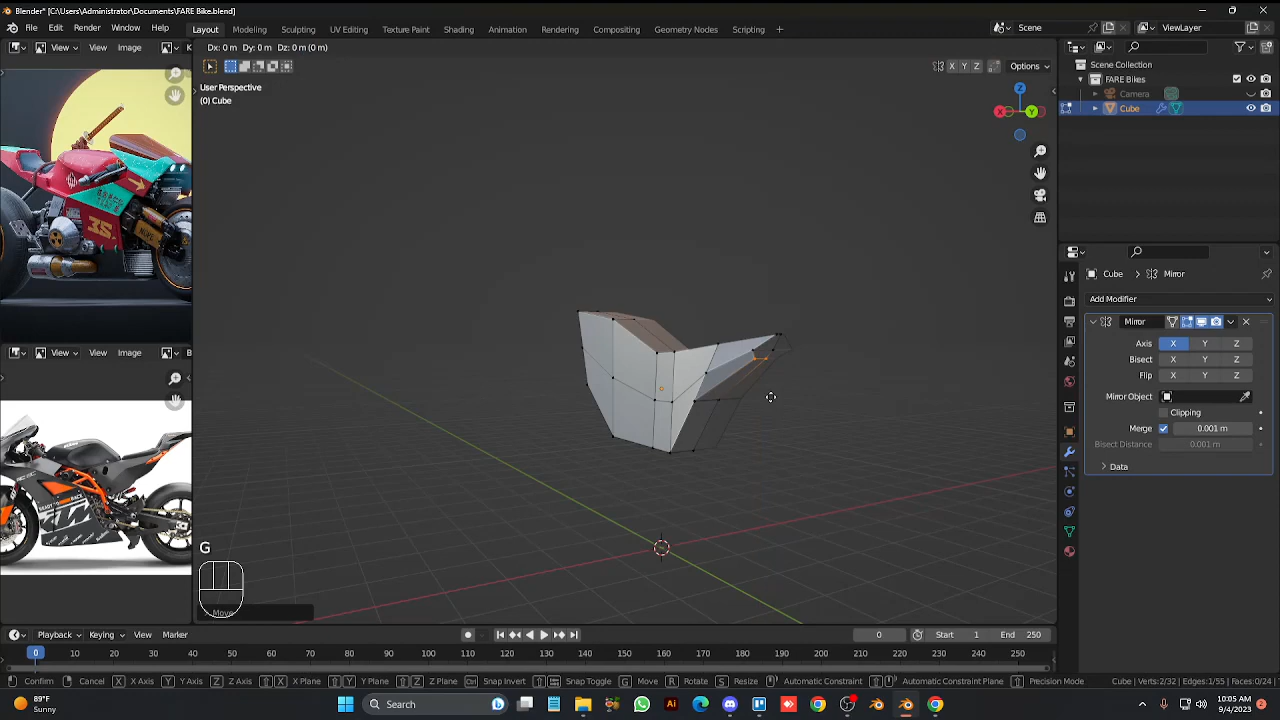 Blender* [C:\Users\Administrator\Documents\FARE Bike.blend]
File Edit Render Window Help
Layout Modeling Sculpting UV Editing Texture Paint Shading Animation Rendering Compositing Geometry Nodes Scripting +
Scene
ViewLayer
View View Image
Dx: 0 m Dy: 0 m Dz: 0 m (0 m)
X Y Z
Options
User Perspective
(0) Cube
Z
X
Y
35.
Scene Collection
FARE Bikes
Camera
Cube
Cube > Mirror
Add Modifier
Mirror
Axis X Y Z
Bisect X Y Z
Flip X Y Z
Mirror Object
Clipping
Merge 0.001 m
Bisect Distance 0.001 m
Data
View View Image
G
Move
Playback Keying View Marker
0
Start 1 End 250
0 10 20 30 40 50 60 70 80 90 100 110 120 130 140 150 160 170 180 190 200 210 220 230 240 250
Confirm Cancel X X Axis Y Y Axis Z Z Axis X X Plane Y Y Plane Z Z Plane Snap Invert Snap Toggle G Move R Rotate S Resize Automatic Constraint Automatic Constraint Plane Precision Mode
Cube | Verts:2/32 | Edges:1/55 | Faces:0/24 |
89°F
Sunny
Search
10:05 AM
9/4/2023